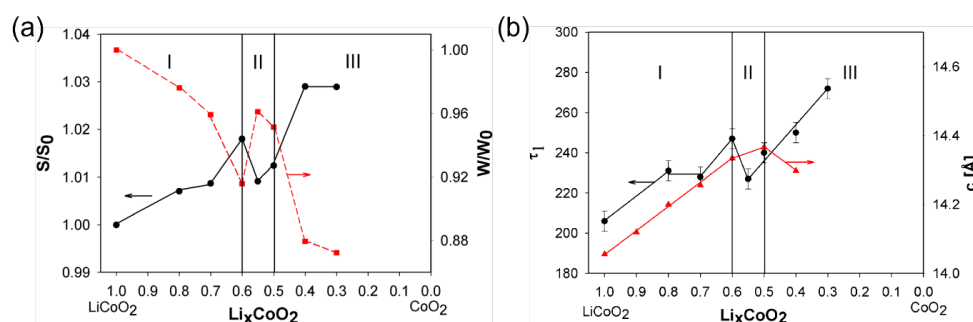 (a)
1.04
1.03
1.02
1.01
1.00
0.99
S/S₀
I
II
III
1.00
0.96
0.92
0.88
W/W₀
1.0 0.9 0.8 0.7 0.6 0.5 0.4 0.3 0.2 0.1 0.0
LiCoO₂ LiₓCoO₂ CoO₂
(b)
300
280
260
240
220
200
180
τ₁
I
II
III
14.6
14.4
14.2
14.0
c [Å]
1.0 0.9 0.8 0.7 0.6 0.5 0.4 0.3 0.2 0.1 0.0
LiCoO₂ LiₓCoO₂ CoO₂